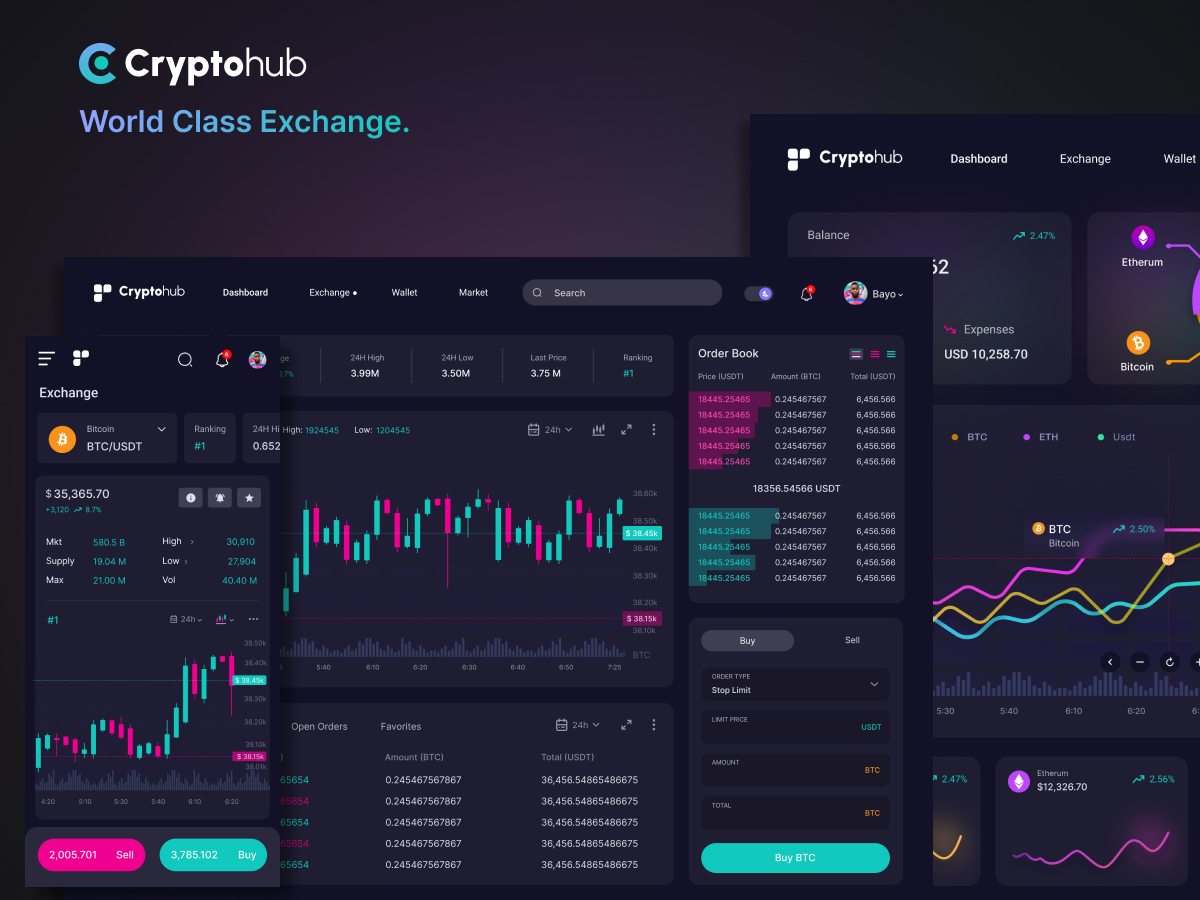 Cryptohub
World Class Exchange.
Cryptohub Dashboard Exchange Wallet
Balance 2.47%
Etherum
Expenses
USD 10,258.70
Bitcoin
BTC ETH Usdt
BTC 2.50%
Bitcoin
5:30 5:40 6:10 6:20
2.47%
Etherum
$12,326.70
2.56%
Cryptohub Dashboard Exchange Wallet Market Search Bayo
24H High 24H Low Last Price Ranking
3.99M 3.50M 3.75 M #1
High: 1924545 Low: 1204545 24h
38.60k
38.50k
$ 38.45k
38.40k
38.30k
38.20k
$ 38.15k
38.10k
BTC
5:40 6:10 6:20 6:30 6:40 6:50 7:25
Open Orders Favorites 24h
Amount (BTC) Total (USDT)
65654 0.245467567867 36,456.54865486675
65654 0.245467567867 36,456.54865486675
65654 0.245467567867 36,456.54865486675
65654 0.245467567867 36,456.54865486675
65654 0.245467567867 36,456.54865486675
Order Book
Price (USDT) Amount (BTC) Total (USDT)
18445.25465 0.245467567 6,456.566
18445.25465 0.245467567 6,456.566
18445.25465 0.245467567 6,456.566
18445.25465 0.245467567 6,456.566
18445.25465 0.245467567 6,456.566
18356.54566 USDT
18445.25465 0.245467567 6,456.566
18445.25465 0.245467567 6,456.566
18445.25465 0.245467567 6,456.566
18445.25465 0.245467567 6,456.566
18445.25465 0.245467567 6,456.566
Buy Sell
ORDER TYPE
Stop Limit
LIMIT PRICE
USDT
AMOUNT
BTC
TOTAL
BTC
Buy BTC
Exchange
Bitcoin
BTC/USDT
Ranking
#1
24H Hi
0.652
$ 35,365.70
+3,120 8.7%
Mkt 580.5 B High 30,910
Supply 19.04 M Low 27,904
Max 21.00 M Vol 40.40 M
#1 24h
38.50k
38.40k
$ 38.45k
38.30k
38.20k
38.10k
$ 38.15k
38.01k
4:20 5:10 5:30 5:40 6:10 6:20
2,005.701 Sell 3,785.102 Buy